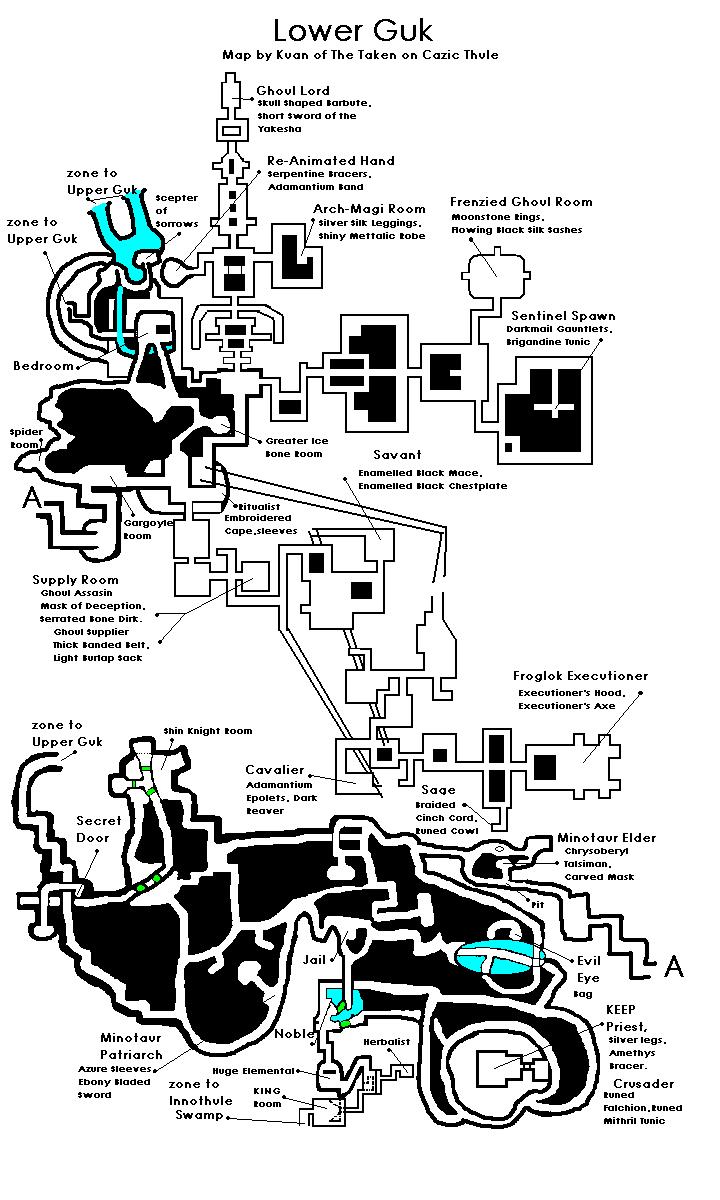 Lower Guk
Map by Kuan of The Taken on Cazic Thule
Ghoul Lord
Skull Shaped Barbute,
Short Sword of the
Yakesha
Re-Animated Hand
Serpentine Bracers,
Adamantium Band
zone to
Upper Guk
Scepter
of
Sorrows
zone to
Upper Guk
Arch-Magi Room
Silver Silk Leggings,
Shiny Mettalic Robe
Frenzied Ghoul Room
Moonstone Rings,
Flowing Black Silk Sashes
Sentinel Spawn
Darkmail Gauntlets,
Brigandine Tunic
Bedroom
Spider
Room
Greater Ice
Bone Room
Savant
Enamelled Black Mace,
Enamelled Black Chestplate
A
Gargoyle
Room
Ritualist
Embroidered
Cape,sleeves
Supply Room
Ghoul Assasin
Mask of Deception,
Serrated Bone Dirk.
Ghoul Supplier
Thick Banded Belt,
Light Burlap Sack
Froglok Executioner
Executioner's Hood,
Executioner's Axe
zone to
Upper Guk
Shin Knight Room
Cavalier
Adamantium
Epolets, Dark
Reaver
Sage
Braided
Cinch Cord,
Runed Cowl
Secret
Door
Minotaur Elder
Chrysoberyl
Talsiman,
Carved Mask
Pit
A
Jail
Evil
Eye
Bag
Noble
KEEP
Priest,
Silver legs,
Amethys
Bracer.
Crusader
Runed
Falchion,Runed
Mithril Tunic
Minotaur
Patriarch
Azure Sleeves,
Ebony Bladed
Sword
Herbalist
Huge Elemental
KING
Room
zone to
Innothule
Swamp